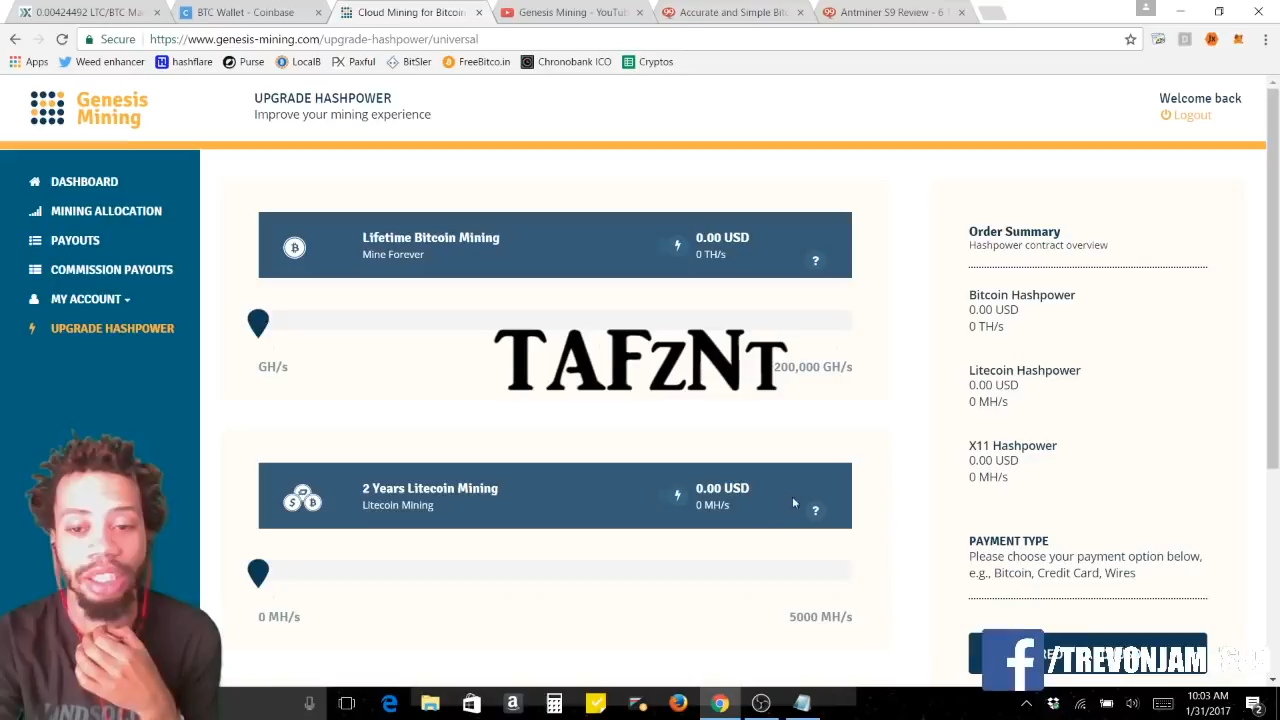 0.00424492 LTC/BTC Ma
BTC Wallet - Coinbase
Cloud Mining for Bitcoin
Genesis Mining - YouTub
Accurate and Simple Bitc
Antminer S9 Review - 6
Secure
https://www.genesis-mining.com/upgrade-hashpower/universal
Apps
Weed enhancer
hashflare
Purse
LocalB
Paxful
BitSler
FreeBitco.in
Chronobank ICO
Cryptos
Genesis
Mining
UPGRADE HASHPOWER
Improve your mining experience
Welcome back
Logout
DASHBOARD
MINING ALLOCATION
PAYOUTS
COMMISSION PAYOUTS
MY ACCOUNT
UPGRADE HASHPOWER
Lifetime Bitcoin Mining
Mine Forever
0.00 USD
0 TH/s
?
GH/s
200,000 GH/s
TAFzNT
2 Years Litecoin Mining
Litecoin Mining
0.00 USD
0 MH/s
?
0 MH/s
5000 MH/s
Order Summary
Hashpower contract overview
Bitcoin Hashpower
0.00 USD
0 TH/s
Litecoin Hashpower
0.00 USD
0 MH/s
X11 Hashpower
0.00 USD
0 MH/s
PAYMENT TYPE
Please choose your payment option below,
e.g., Bitcoin, Credit Card, Wires
10:03 AM
1/31/2017